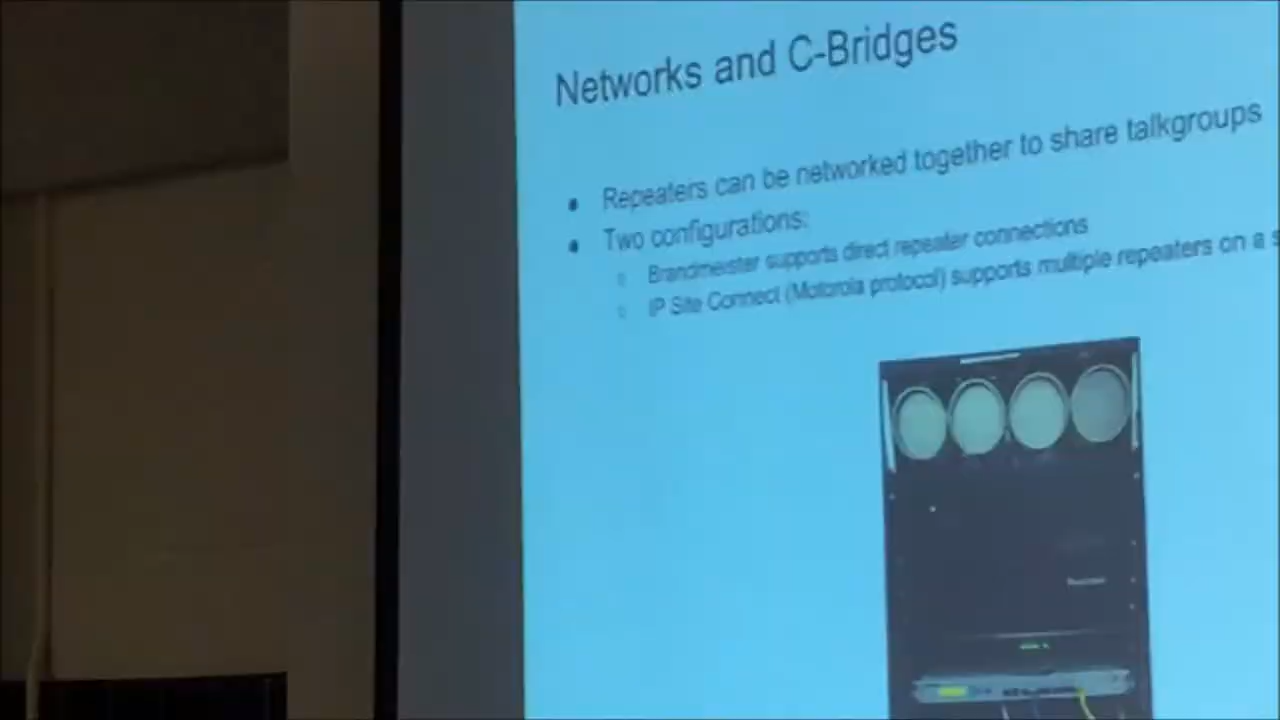 Networks and C-Bridges
Repeaters can be networked together to share talkgroups
Two configurations:
Brandmeister supports direct repeater connections
IP Site Connect (Motorola protocol) supports multiple repeaters on a s